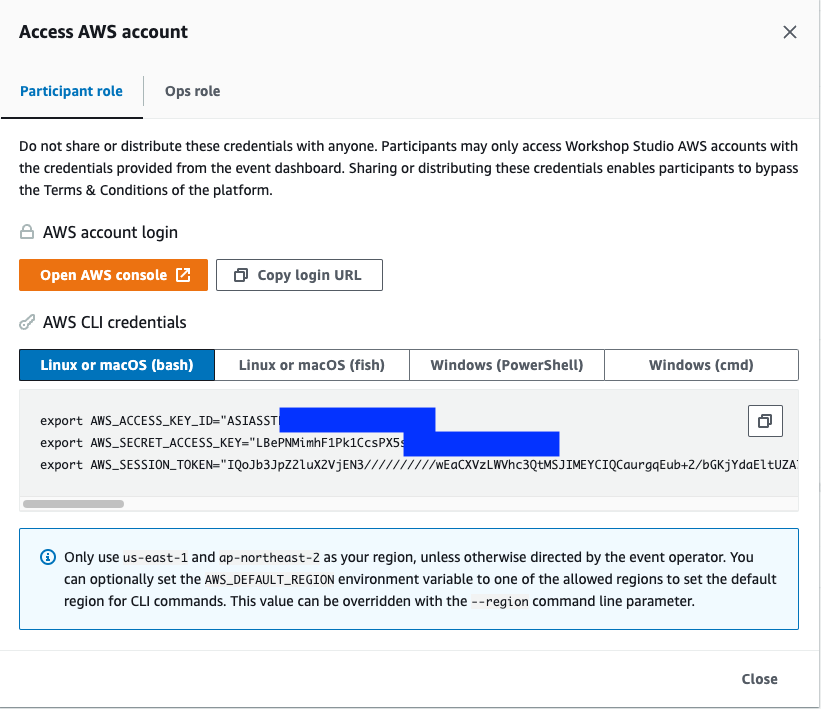 Access AWS account
Participant role
Ops role
Do not share or distribute these credentials with anyone. Participants may only access Workshop Studio AWS accounts with
the credentials provided from the event dashboard. Sharing or distributing these credentials enables participants to bypass
the Terms & Conditions of the platform.
AWS account login
Open AWS console
Copy login URL
AWS CLI credentials
Linux or macOS (bash)
Linux or macOS (fish)
Windows (PowerShell)
Windows (cmd)
export AWS_ACCESS_KEY_ID="ASIASST
export AWS_SECRET_ACCESS_KEY="LBePNMimhF1Pk1CcsPX5s
export AWS_SESSION_TOKEN="IQoJb3JpZ2luX2VjEN3//////////wEaCXVzLWVhc3QtMSJIMEYCIQCaurgqEub+2/bGKjYdaEltUZA
Only use us-east-1 and ap-northeast-2 as your region, unless otherwise directed by the event operator. You
can optionally set the AWS_DEFAULT_REGION environment variable to one of the allowed regions to set the default
region for CLI commands. This value can be overridden with the --region command line parameter.
Close